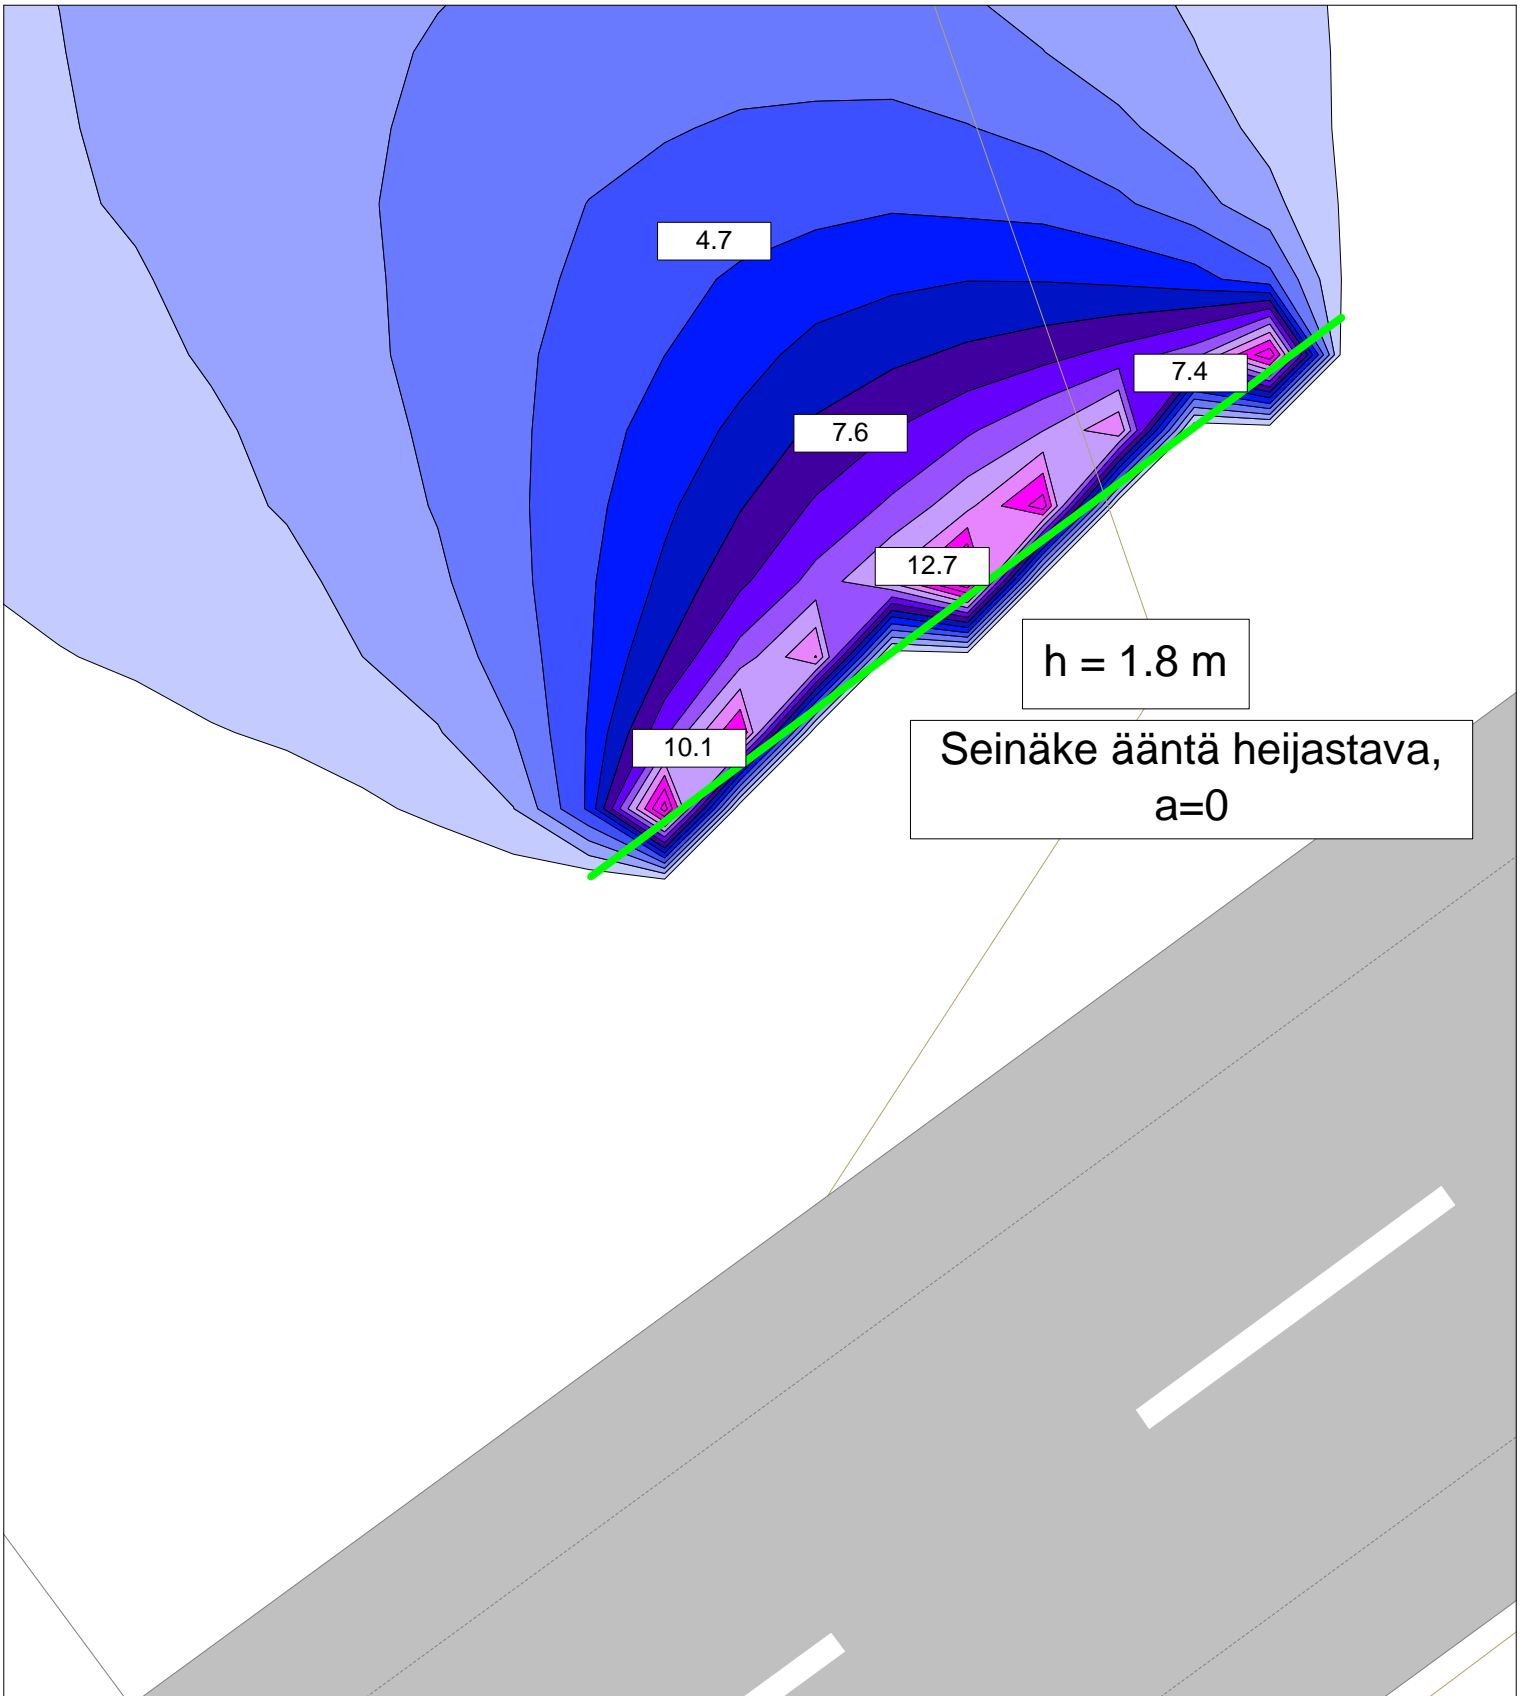 4.7
7.4
7.6
12.7
h = 1.8 m
10.1
Seinäke ääntä heijastava,
a=0